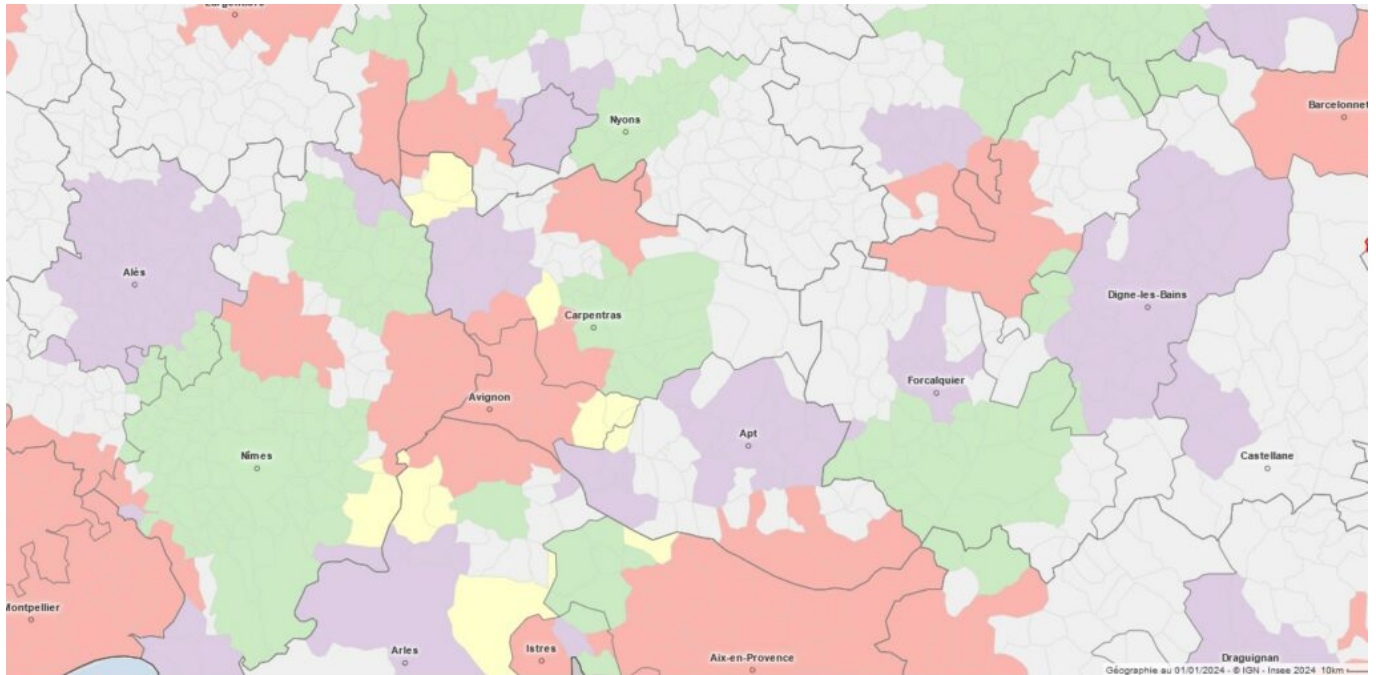 Nyons
Barcelonnet
Alès
Digne-les-Bains
Carpentras
Forcalquier
Avignon
Apt
Nîmes
Castellane
Montpellier
Arles
Istres
Aix-en-Provence
Draguignan
Géographie au 01/01/2024 - © IGN - Insee 2024 10km